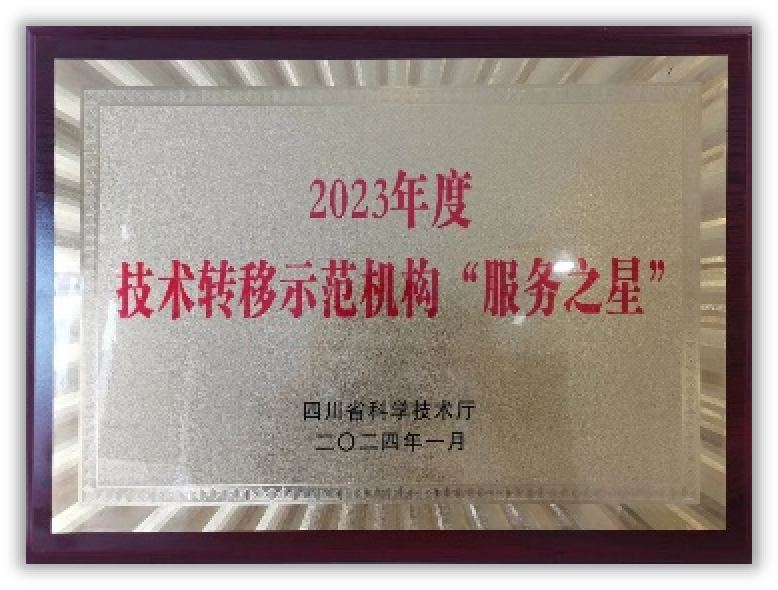 2023年度
技术转移示范机构“服务之星”
四川省科学技术厅
二〇二四年一月